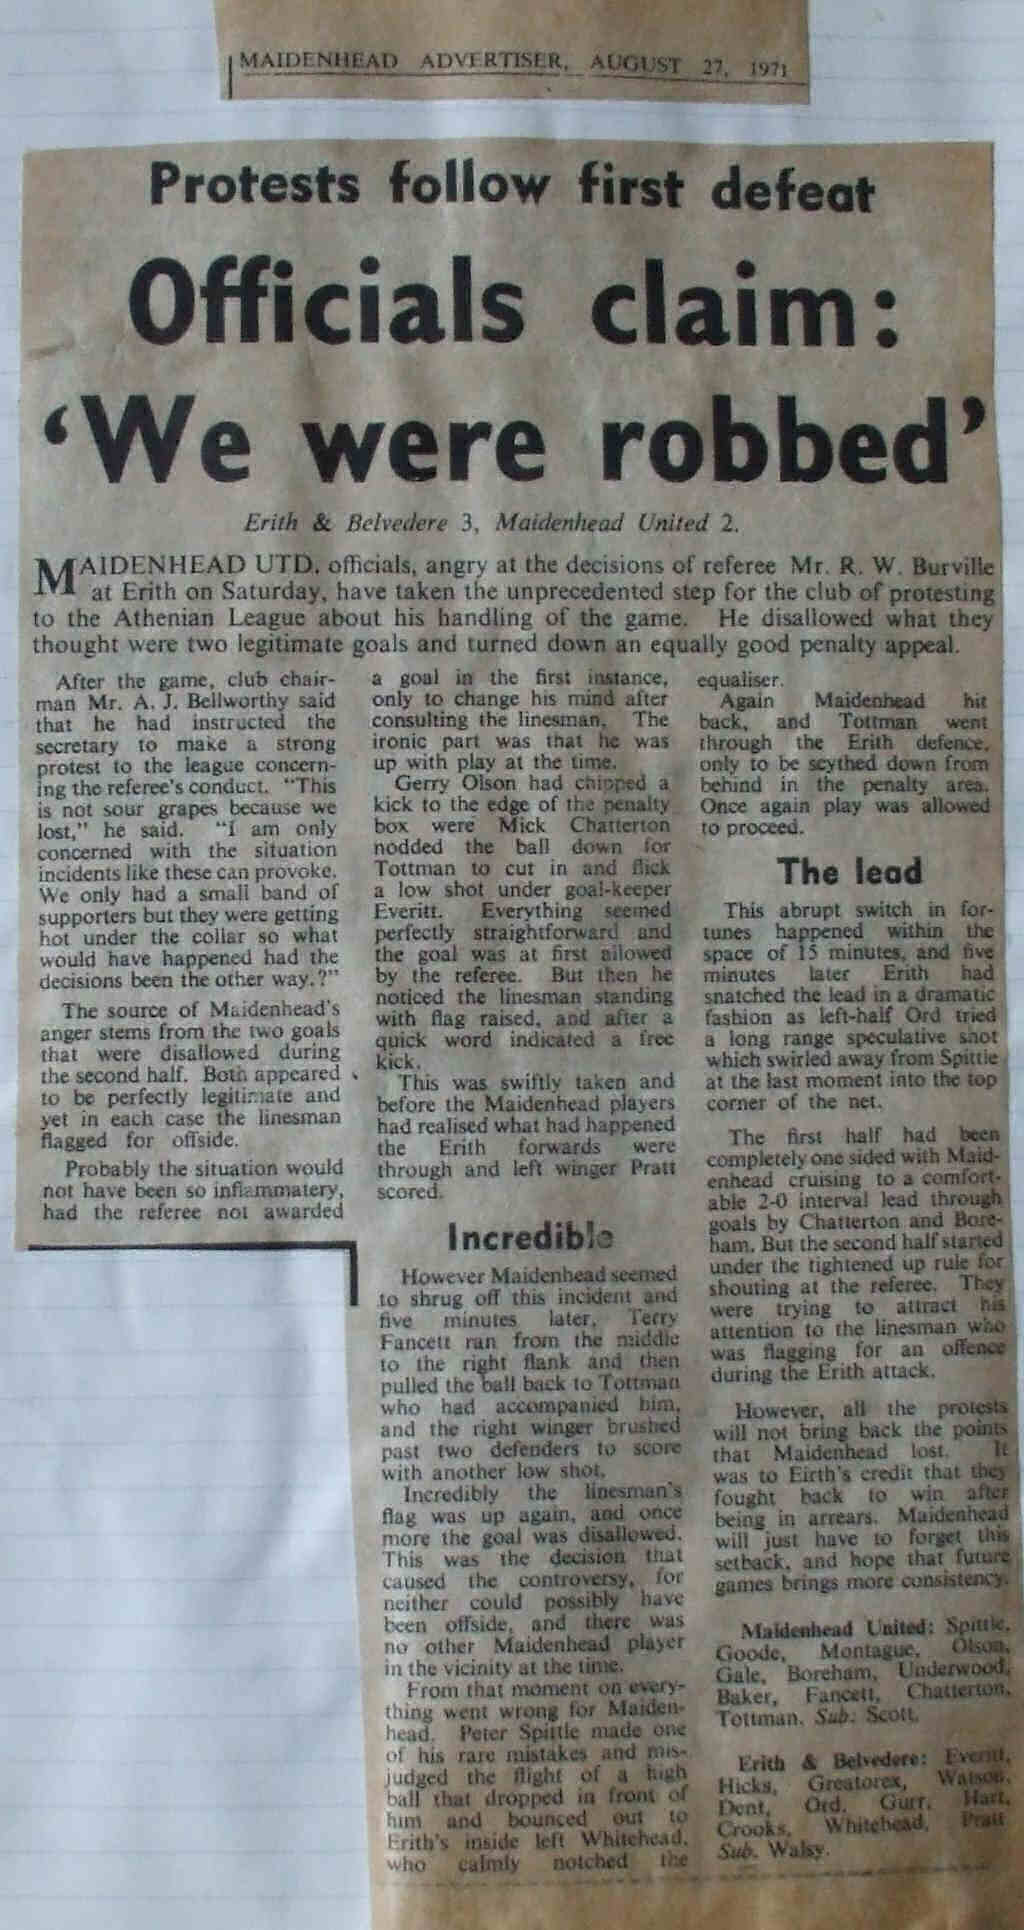 MAIDENHEAD ADVERTISER, AUGUST 27, 1971
Protests follow first defeat
Officials claim:
‘We were robbed’
Erith & Belvedere 3, Maidenhead United 2.
MAIDENHEAD UTD. officials, angry at the decisions of referee Mr. R. W. Burville
at Erith on Saturday, have taken the unprecedented step for the club of protesting
to the Athenian League about his handling of the game. He disallowed what they
thought were two legitimate goals and turned down an equally good penalty appeal.
After the game, club chair-
man Mr. A. J. Bellworthy said
that he had instructed the
secretary to make a strong
protest to the league concern-
ing the referee's conduct. "This
is not sour grapes because we
lost," he said. "I am only
concerned with the situation
incidents like these can provoke.
We only had a small band of
supporters but they were getting
hot under the collar so what
would have happened had the
decisions been the other way.?"
The source of Maidenhead's
anger stems from the two goals
that were disallowed during
the second half. Both appeared
to be perfectly legitimate and
yet in each case the linesman
flagged for offside.
Probably the situation would
not have been so inflammatery,
had the referee not awarded
a goal in the first instance,
only to change his mind after
consulting the linesman. The
ironic part was that he was
up with play at the time.
Gerry Olson had chipped a
kick to the edge of the penalty
box were Mick Chatterton
nodded the ball down for
Tottman to cut in and flick
a low shot under goal-keeper
Everitt. Everything seemed
perfectly straightforward and
the goal was at first allowed
by the referee. But then he
noticed the linesman standing
with flag raised, and after a
quick word indicated a free
kick.
This was swiftly taken and
before the Maidenhead players
had realised what had happened
the Erith forwards were
through and left winger Pratt
scored.
Incredible
However Maidenhead seemed
to shrug off this incident and
five minutes later, Terry
Fancett ran from the middle
to the right flank and then
pulled the ball back to Tottman
who had accompanied him,
and the right winger brushed
past two defenders to score
with another low shot.
Incredibly the linesman's
flag was up again, and once
more the goal was disallowed.
This was the decision that
caused the controversy, for
neither could possibly have
been offside, and there was
no other Maidenhead player
in the vicinity at the time.
From that moment on every-
thing went wrong for Maiden-
head. Peter Spittle made one
of his rare mistakes and mis-
judged the flight of a high
ball that dropped in front of
him and bounced out to
Erith's inside left Whitehead,
who calmly notched the
equaliser.
Again Maidenhead hit
back, and Tottman went
through the Erith defence,
only to be scythed down from
behind in the penalty area.
Once again play was allowed
to proceed.
The lead
This abrupt switch in for-
tunes happened within the
space of 15 minutes, and five
minutes later Erith had
snatched the lead in a dramatic
fashion as left-half Ord tried
a long range speculative shot
which swirled away from Spittle
at the last moment into the top
corner of the net.
The first half had been
completely one sided with Maid-
enhead cruising to a comfort-
able 2-0 interval lead through
goals by Chatterton and Bore-
ham. But the second half started
under the tightened up rule for
shouting at the referee. They
were trying to attract his
attention to the linesman who
was flagging for an offence
during the Erith attack.
However, all the protests
will not bring back the points
that Maidenhead lost. It
was to Eirth's credit that they
fought back to win after
being in arrears. Maidenhead
will just have to forget this
setback, and hope that future
games brings more consistency.
Maidenhead United: Spittle,
Goode, Montague, Olson,
Gale, Boreham, Underwood,
Baker, Fancett, Chatterton,
Tottman. Sub: Scott.
Erith & Belvedere: Everitt,
Hicks, Greatorex, Watson,
Dent, Ord, Gurr, Hart,
Crooks, Whitehead, Pratt
Sub. Walsy.